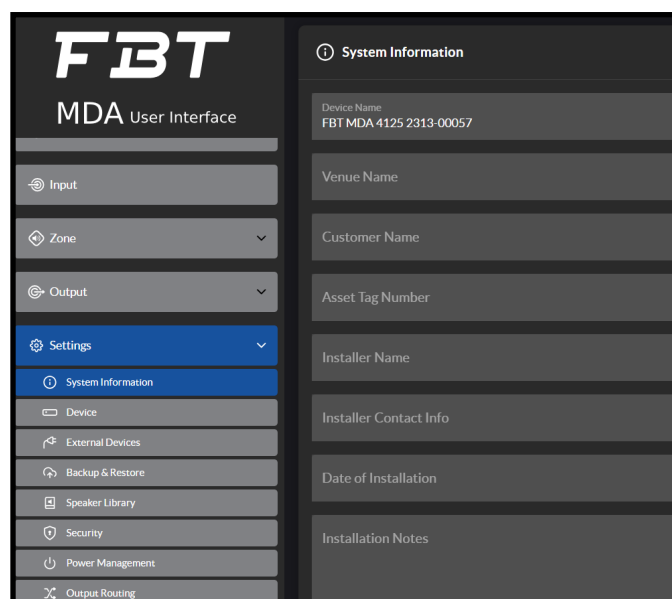 FBT
MDA User Interface
Input
Zone
Output
Settings
System Information
Device
External Devices
Backup & Restore
Speaker Library
Security
Power Management
Output Routing
System Information
Device Name
FBT MDA 4125 2313-00057
Venue Name
Customer Name
Asset Tag Number
Installer Name
Installer Contact Info
Date of Installation
Installation Notes